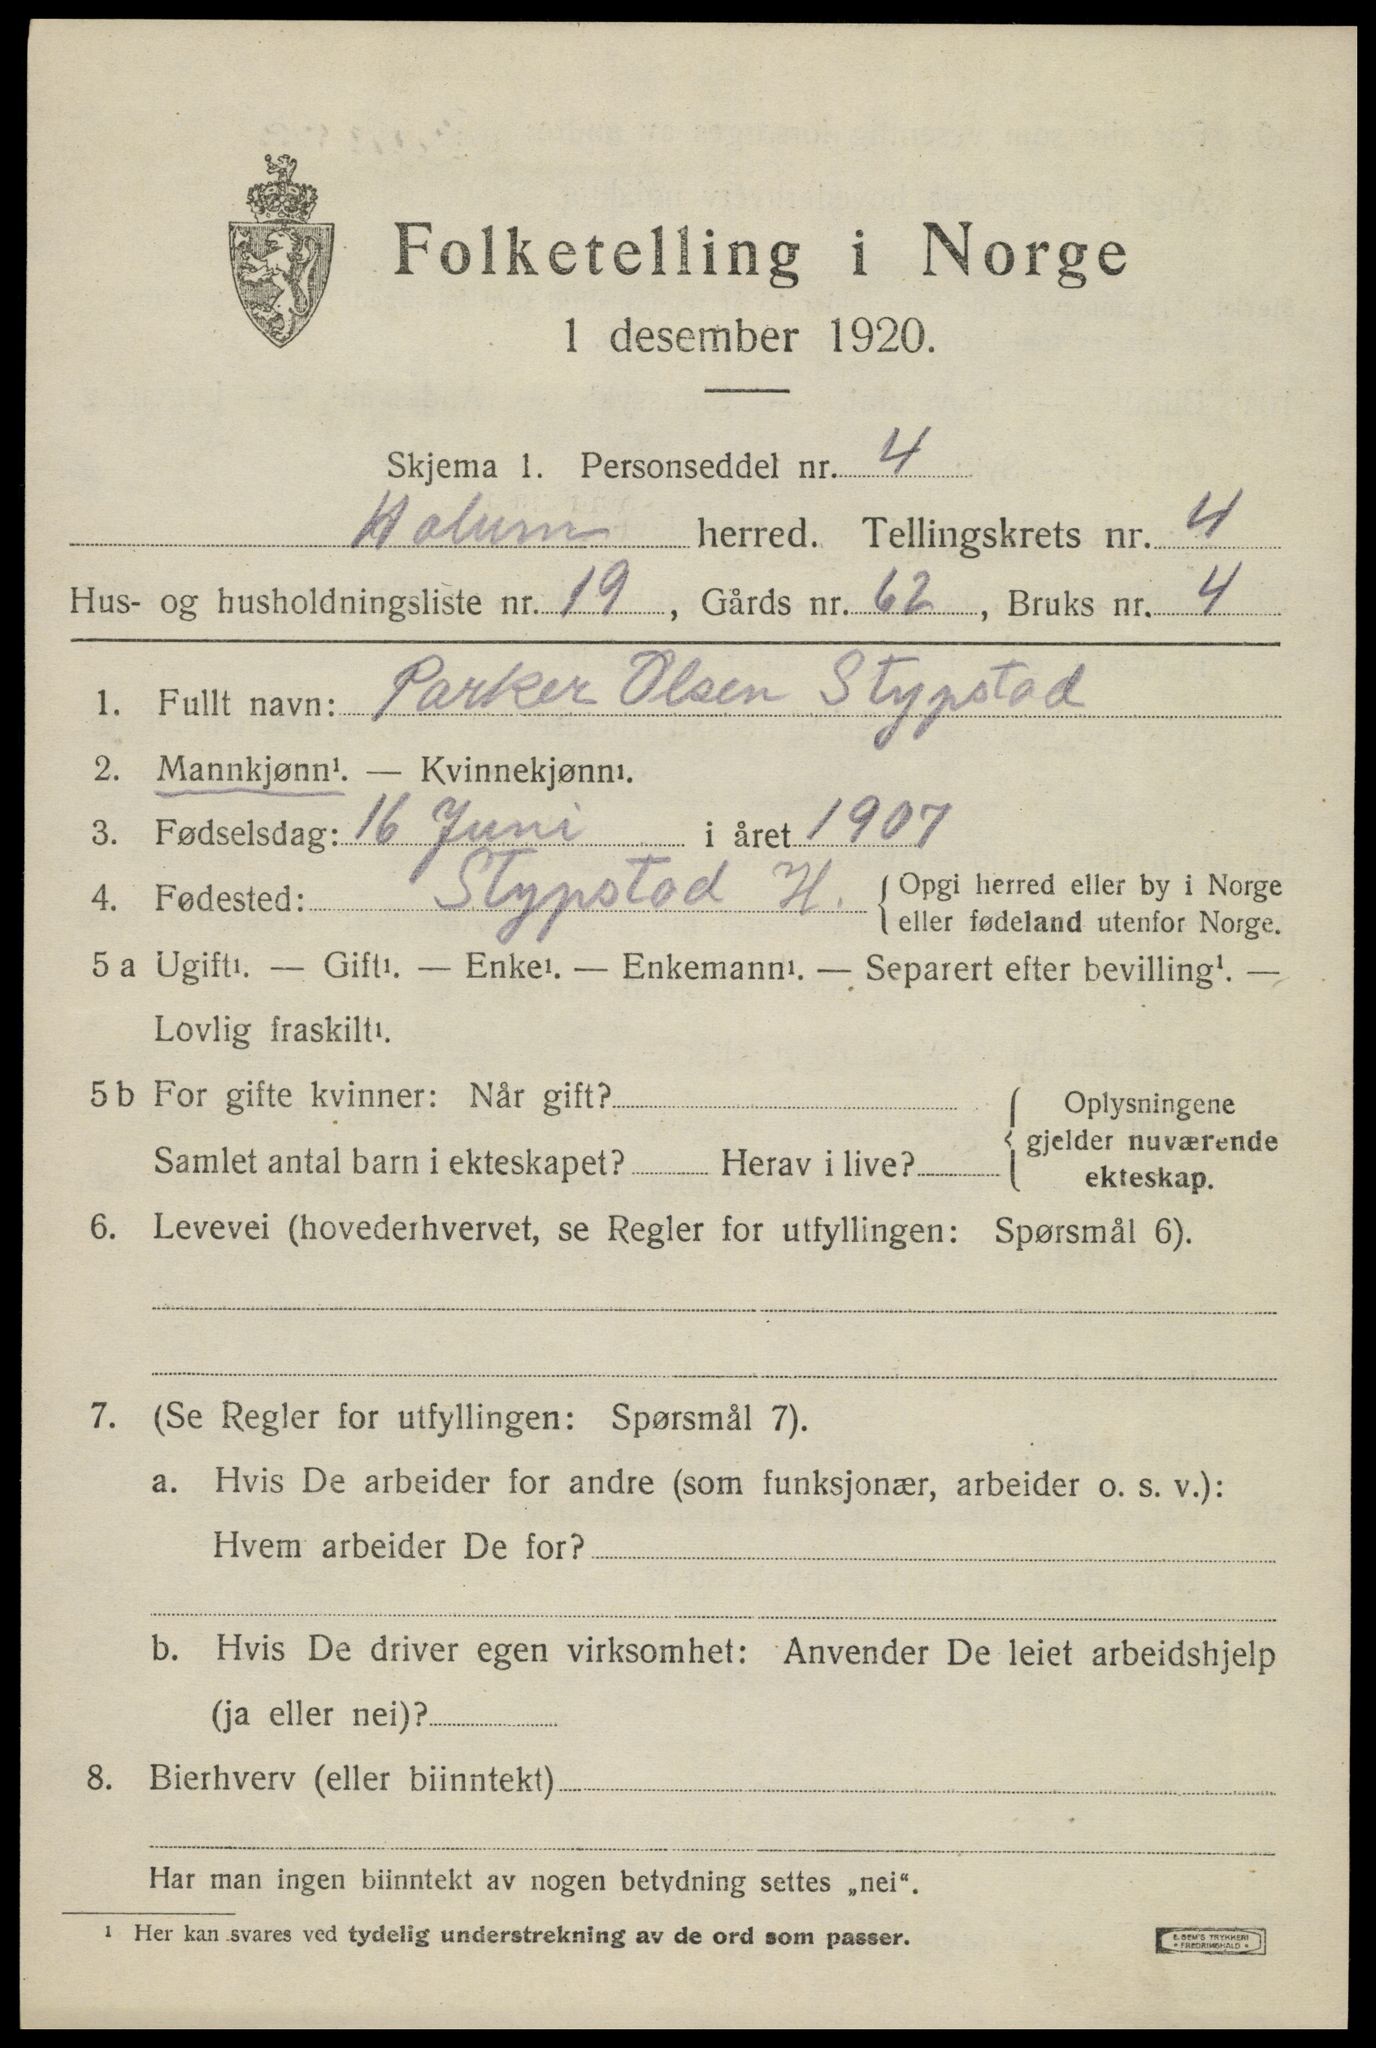 Folketelling i Norge
1 desember 1920.
Skjema 1. Personseddel nr. 4
Holum herred. Tellingskrets nr. 4
Hus- og husholdningsliste nr. 19, Gårds nr. 62, Bruks nr. 4
1. Fullt navn: Parker Olsen Stypstad
2. Mannkjønn¹. — Kvinnekjønn¹.
3. Fødselsdag: 16 Juni i året 1907
4. Fødested: Stypstad H. { Opgi herred eller by i Norge
eller fødeland utenfor Norge.
5 a Ugift¹. — Gift¹. — Enke¹. — Enkemann¹. — Separert efter bevilling¹. —
Lovlig fraskilt¹.
5 b For gifte kvinner: Når gift? { Oplysningene
Samlet antal barn i ekteskapet? Herav i live? gjelder nuværende
ekteskap.
6. Levevei (hovederhvervet, se Regler for utfyllingen: Spørsmål 6).
7. (Se Regler for utfyllingen: Spørsmål 7).
a. Hvis De arbeider for andre (som funksjonær, arbeider o. s. v.):
Hvem arbeider De for?
b. Hvis De driver egen virksomhet: Anvender De leiet arbeidshjelp
(ja eller nei)?
8. Bierhverv (eller biinntekt)
Har man ingen biinntekt av nogen betydning settes „nei“.
¹ Her kan svares ved tydelig understrekning av de ord som passer.
E. SEM'S TRYKKERI
• FREDRIKSHALD •